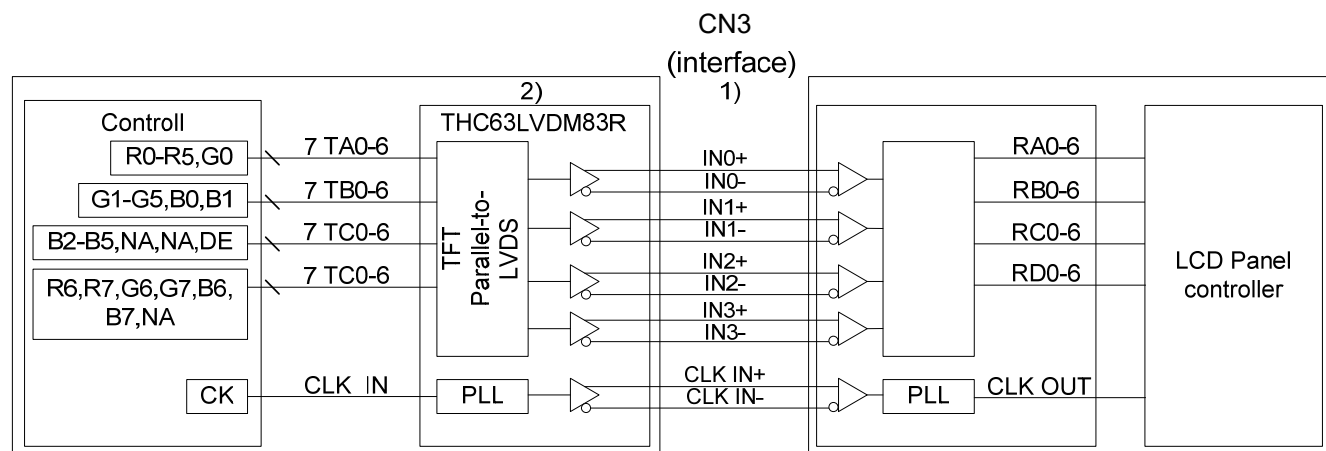 CN3
(interface)
1)
2)
Controll
R0-R5,G0
G1-G5,B0,B1
B2-B5,NA,NA,DE
R6,R7,G6,G7,B6,
B7,NA
CK
7 TA0-6
7 TB0-6
7 TC0-6
7 TC0-6
CLK IN
THC63LVDM83R
TFT
Parallel-to-
LVDS
PLL
IN0+
IN0-
IN1+
IN1-
IN2+
IN2-
IN3+
IN3-
CLK IN+
CLK IN-
PLL
RA0-6
RB0-6
RC0-6
RD0-6
CLK OUT
LCD Panel
controller